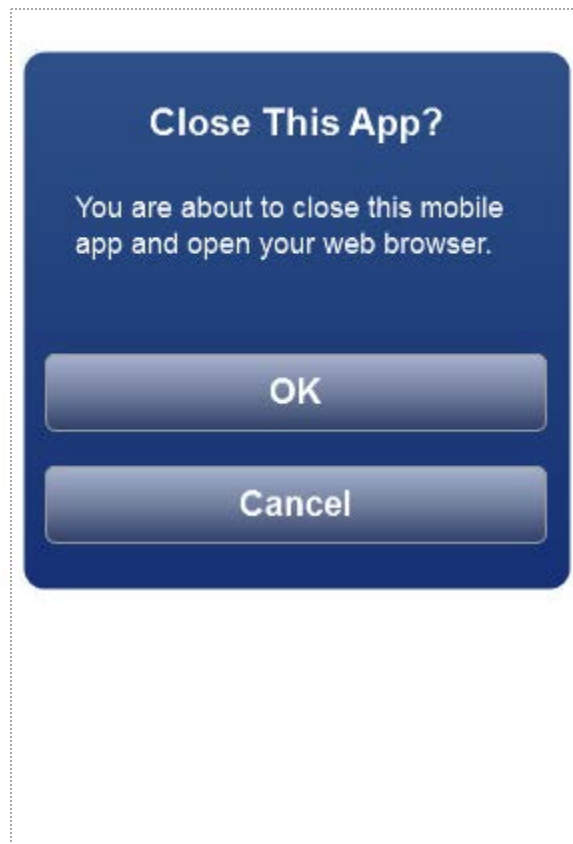 Close This App?
You are about to close this mobile
app and open your web browser.
OK
Cancel